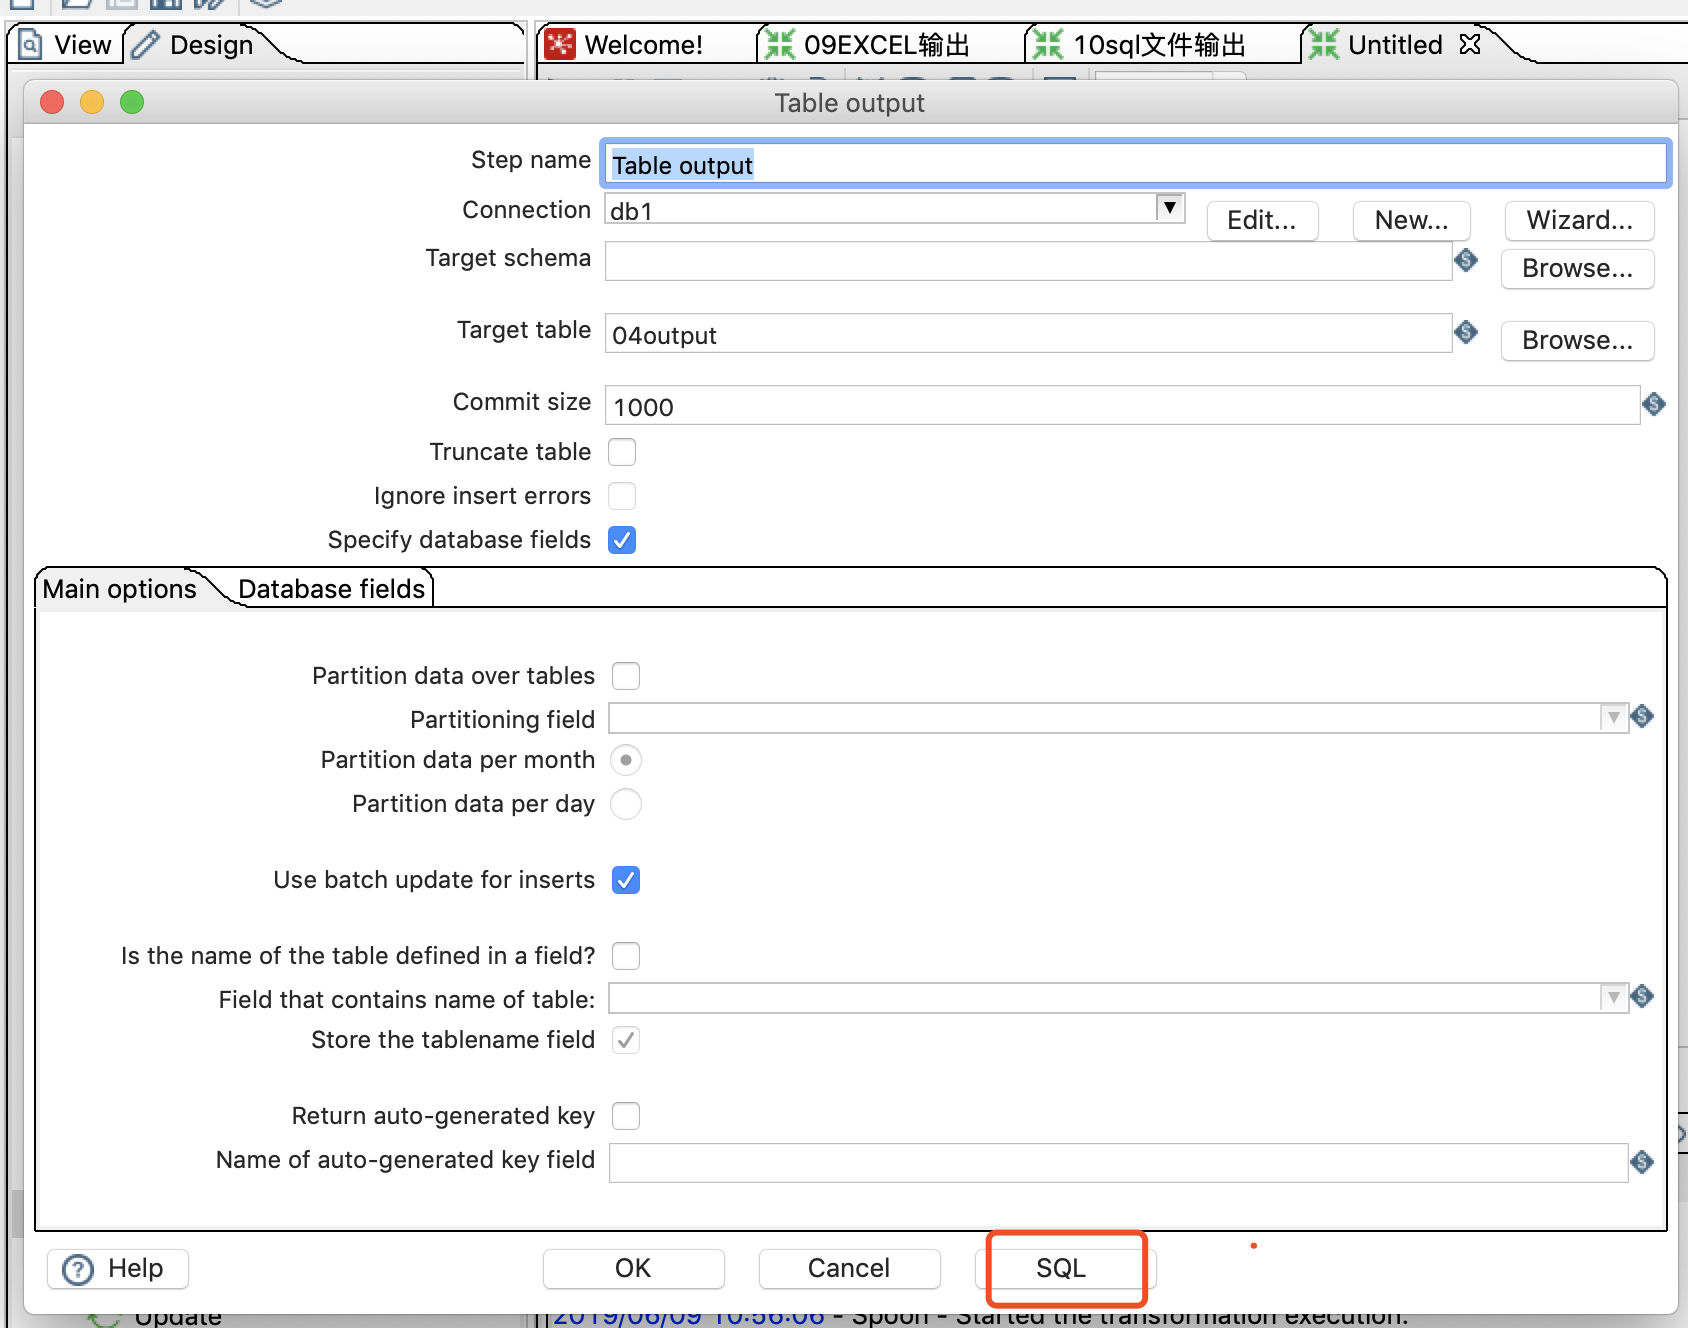 View Design Welcome! 09EXCEL输出 10sql文件输出 Untitled
Table output
Step name Table output
Connection db1 Edit... New... Wizard...
Target schema Browse...
Target table 04output Browse...
Commit size 1000
Truncate table
Ignore insert errors
Specify database fields
Main options Database fields
Partition data over tables
Partitioning field
Partition data per month
Partition data per day
Use batch update for inserts
Is the name of the table defined in a field?
Field that contains name of table:
Store the tablename field
Return auto-generated key
Name of auto-generated key field
Help OK Cancel SQL
Update 2019/06/09 10:56:06 - Spoon - Started the transformation execution.